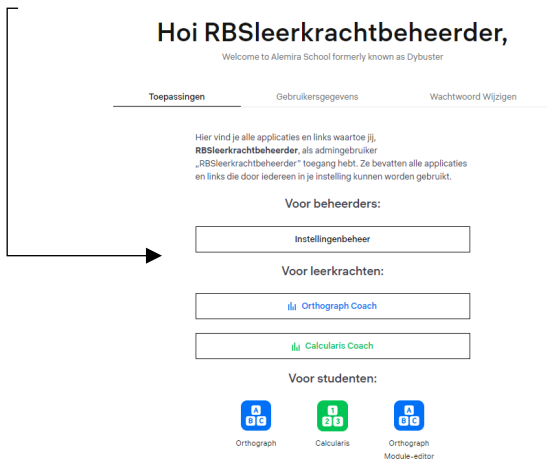 Hoi RBSleerkrachtbeheerder,
Welcome to Alemira School formerly known as Dybuster
Toepassingen Gebruikersgegevens Wachtwoord Wijzigen
Hier vind je alle applicaties en links waartoe jij,
RBSleerkrachtbeheerder, als admingebruiker
„RBSleerkrachtbeheerder” toegang hebt. Ze bevatten alle applicaties
en links die door iedereen in je instelling kunnen worden gebruikt.
Voor beheerders:
Instellingenbeheer
Voor leerkrachten:
Orthograph Coach
Calcularis Coach
Voor studenten:
A
B C
1
2 3
A
B C
Orthograph Calcularis Orthograph
Module-editor